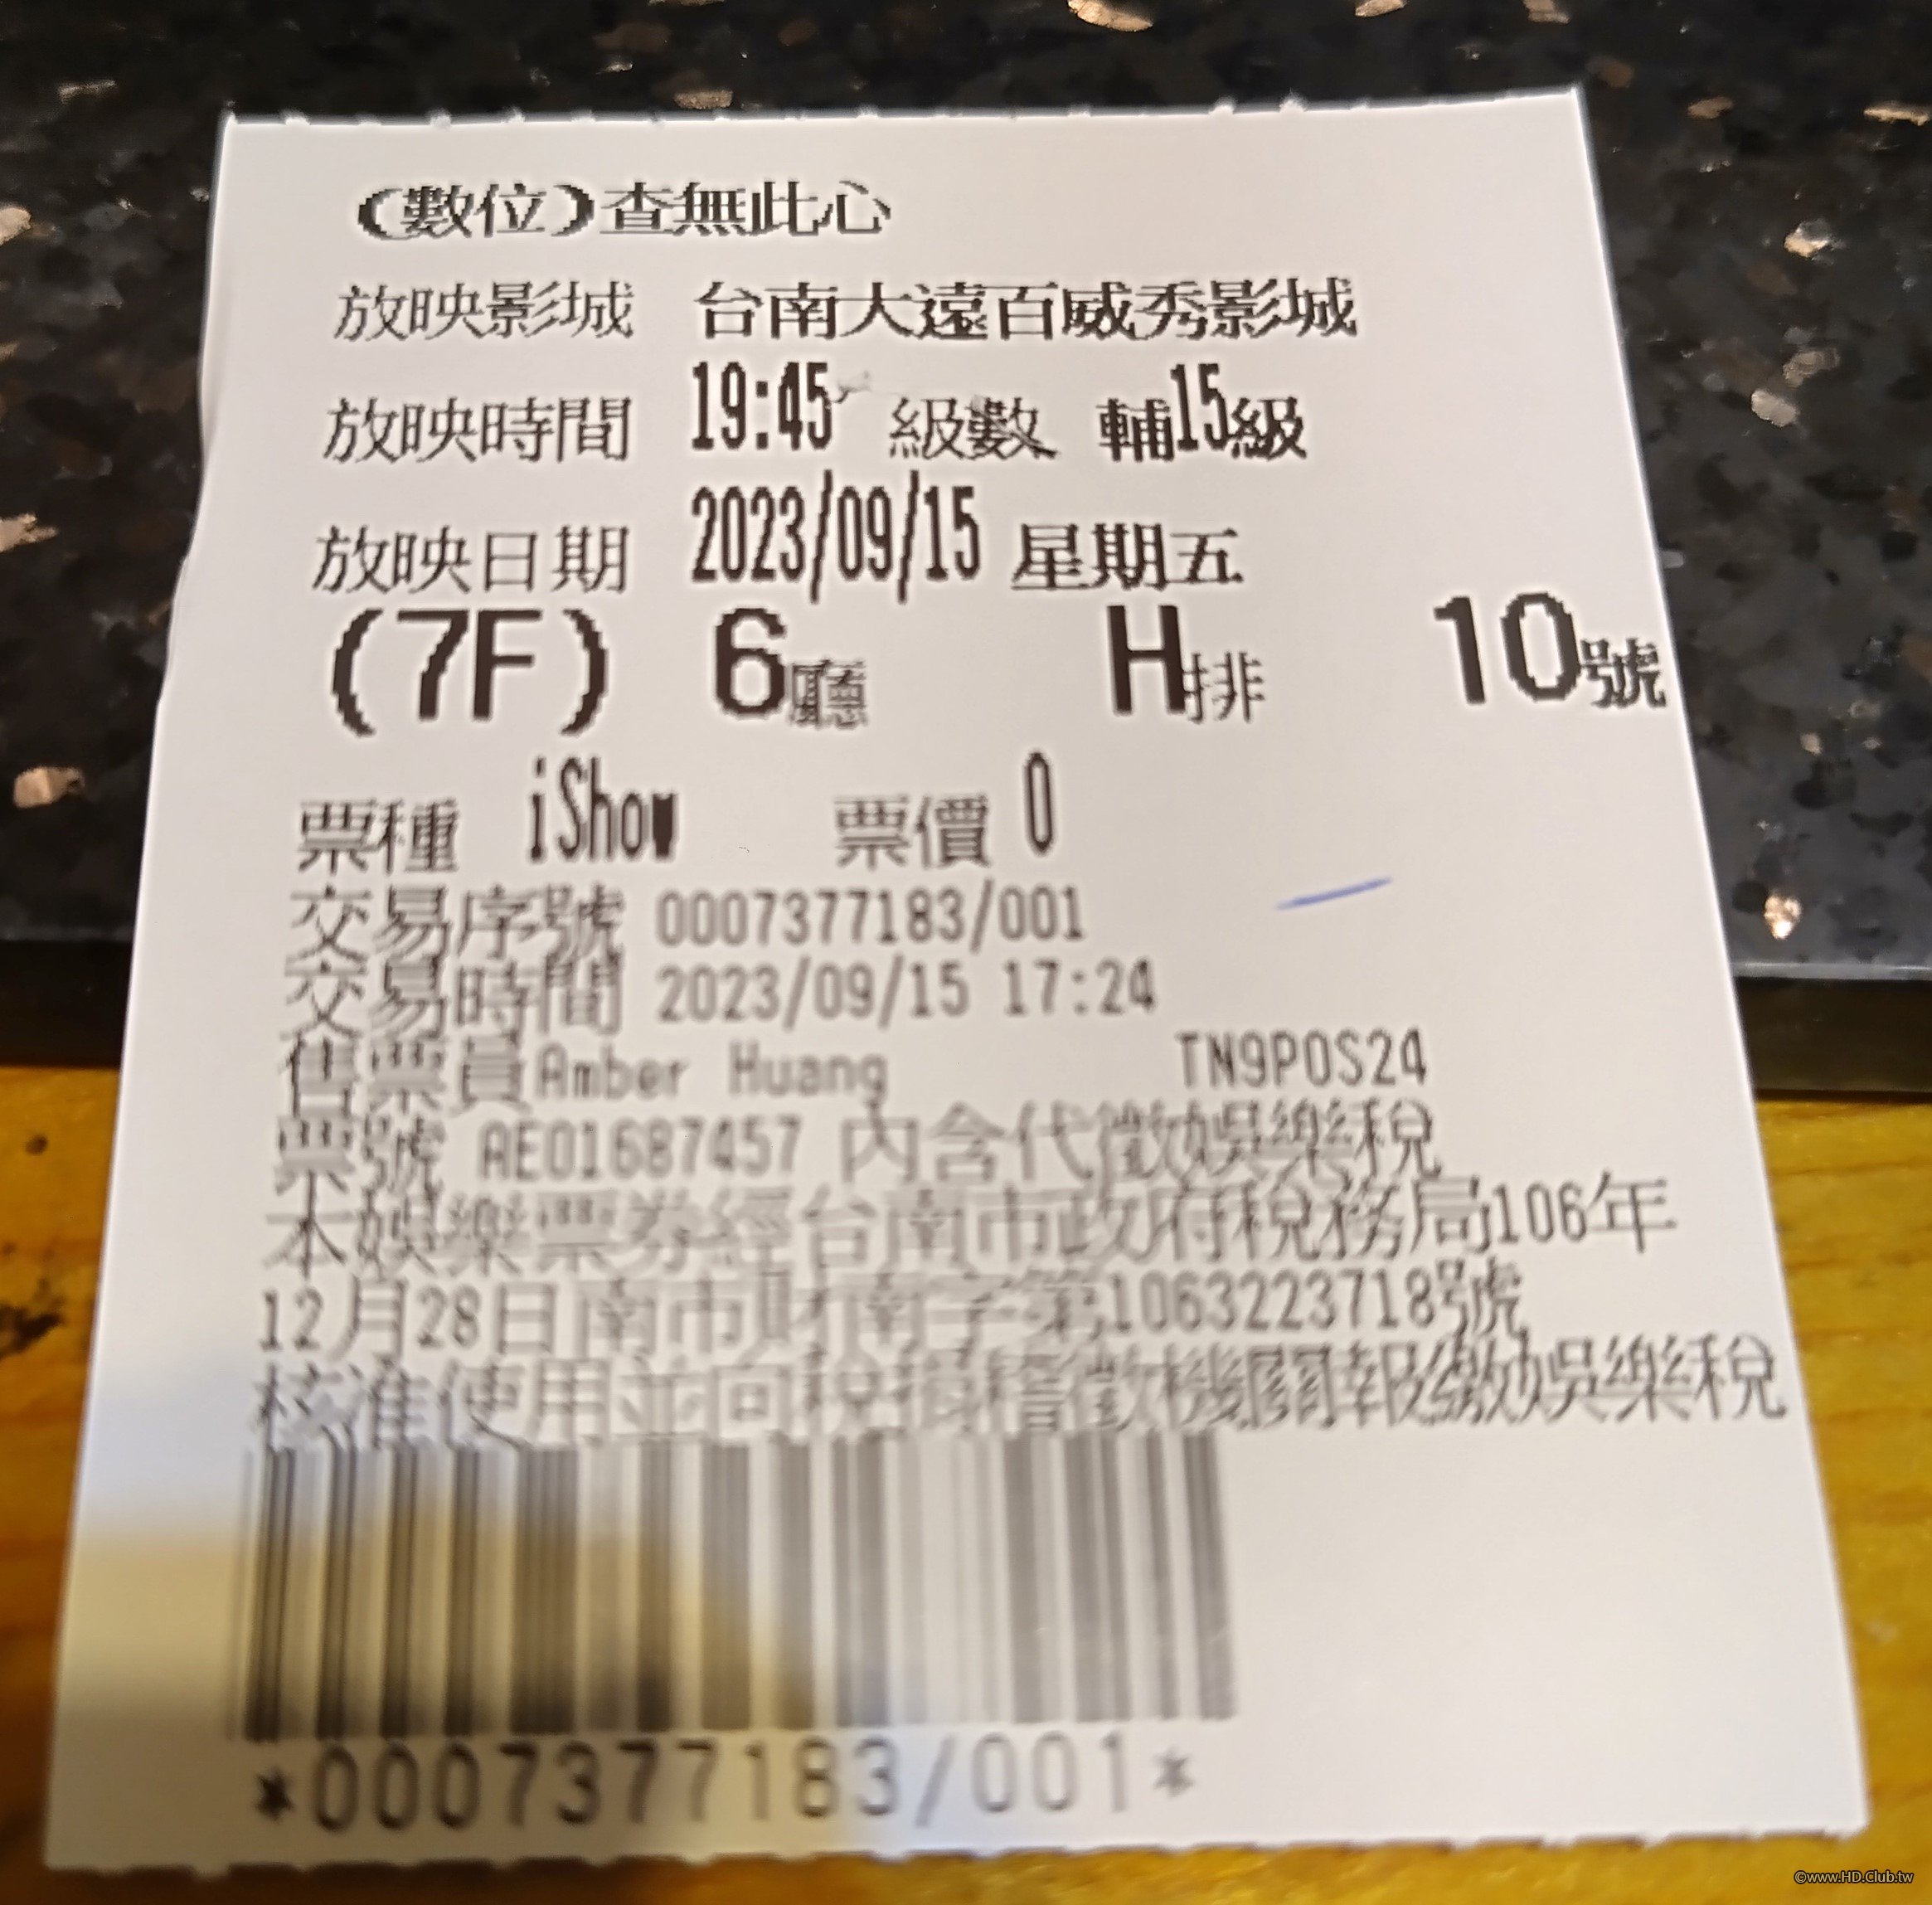 (數位)查無此心
放映影城 台南大遠百威秀影城
放映時間 19:45 級數 輔15級
放映日期 2023/09/15 星期五
(7F) 6廳 H排 10號
票種 iShow 票價 0
交易序號 0007377183/001
交易時間 2023/09/15 17:24
售票員Amber Huang TN9POS24
票號 AE01687457 內含代徵娛樂稅
本娛樂票券經台南市政府稅務局106年
12月28日南市財南字第1063223718號
核准使用並向稅捐稽徵機關報繳娛樂稅
*0007377183/001*
©www.HD.Club.tw